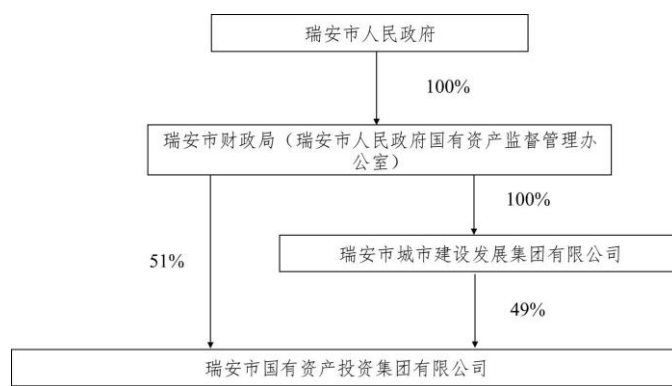 瑞安市人民政府
100%
瑞安市财政局（瑞安市人民政府国有资产监督管理办
公室）
100%
瑞安市城市建设发展集团有限公司
51%
49%
瑞安市国有资产投资集团有限公司